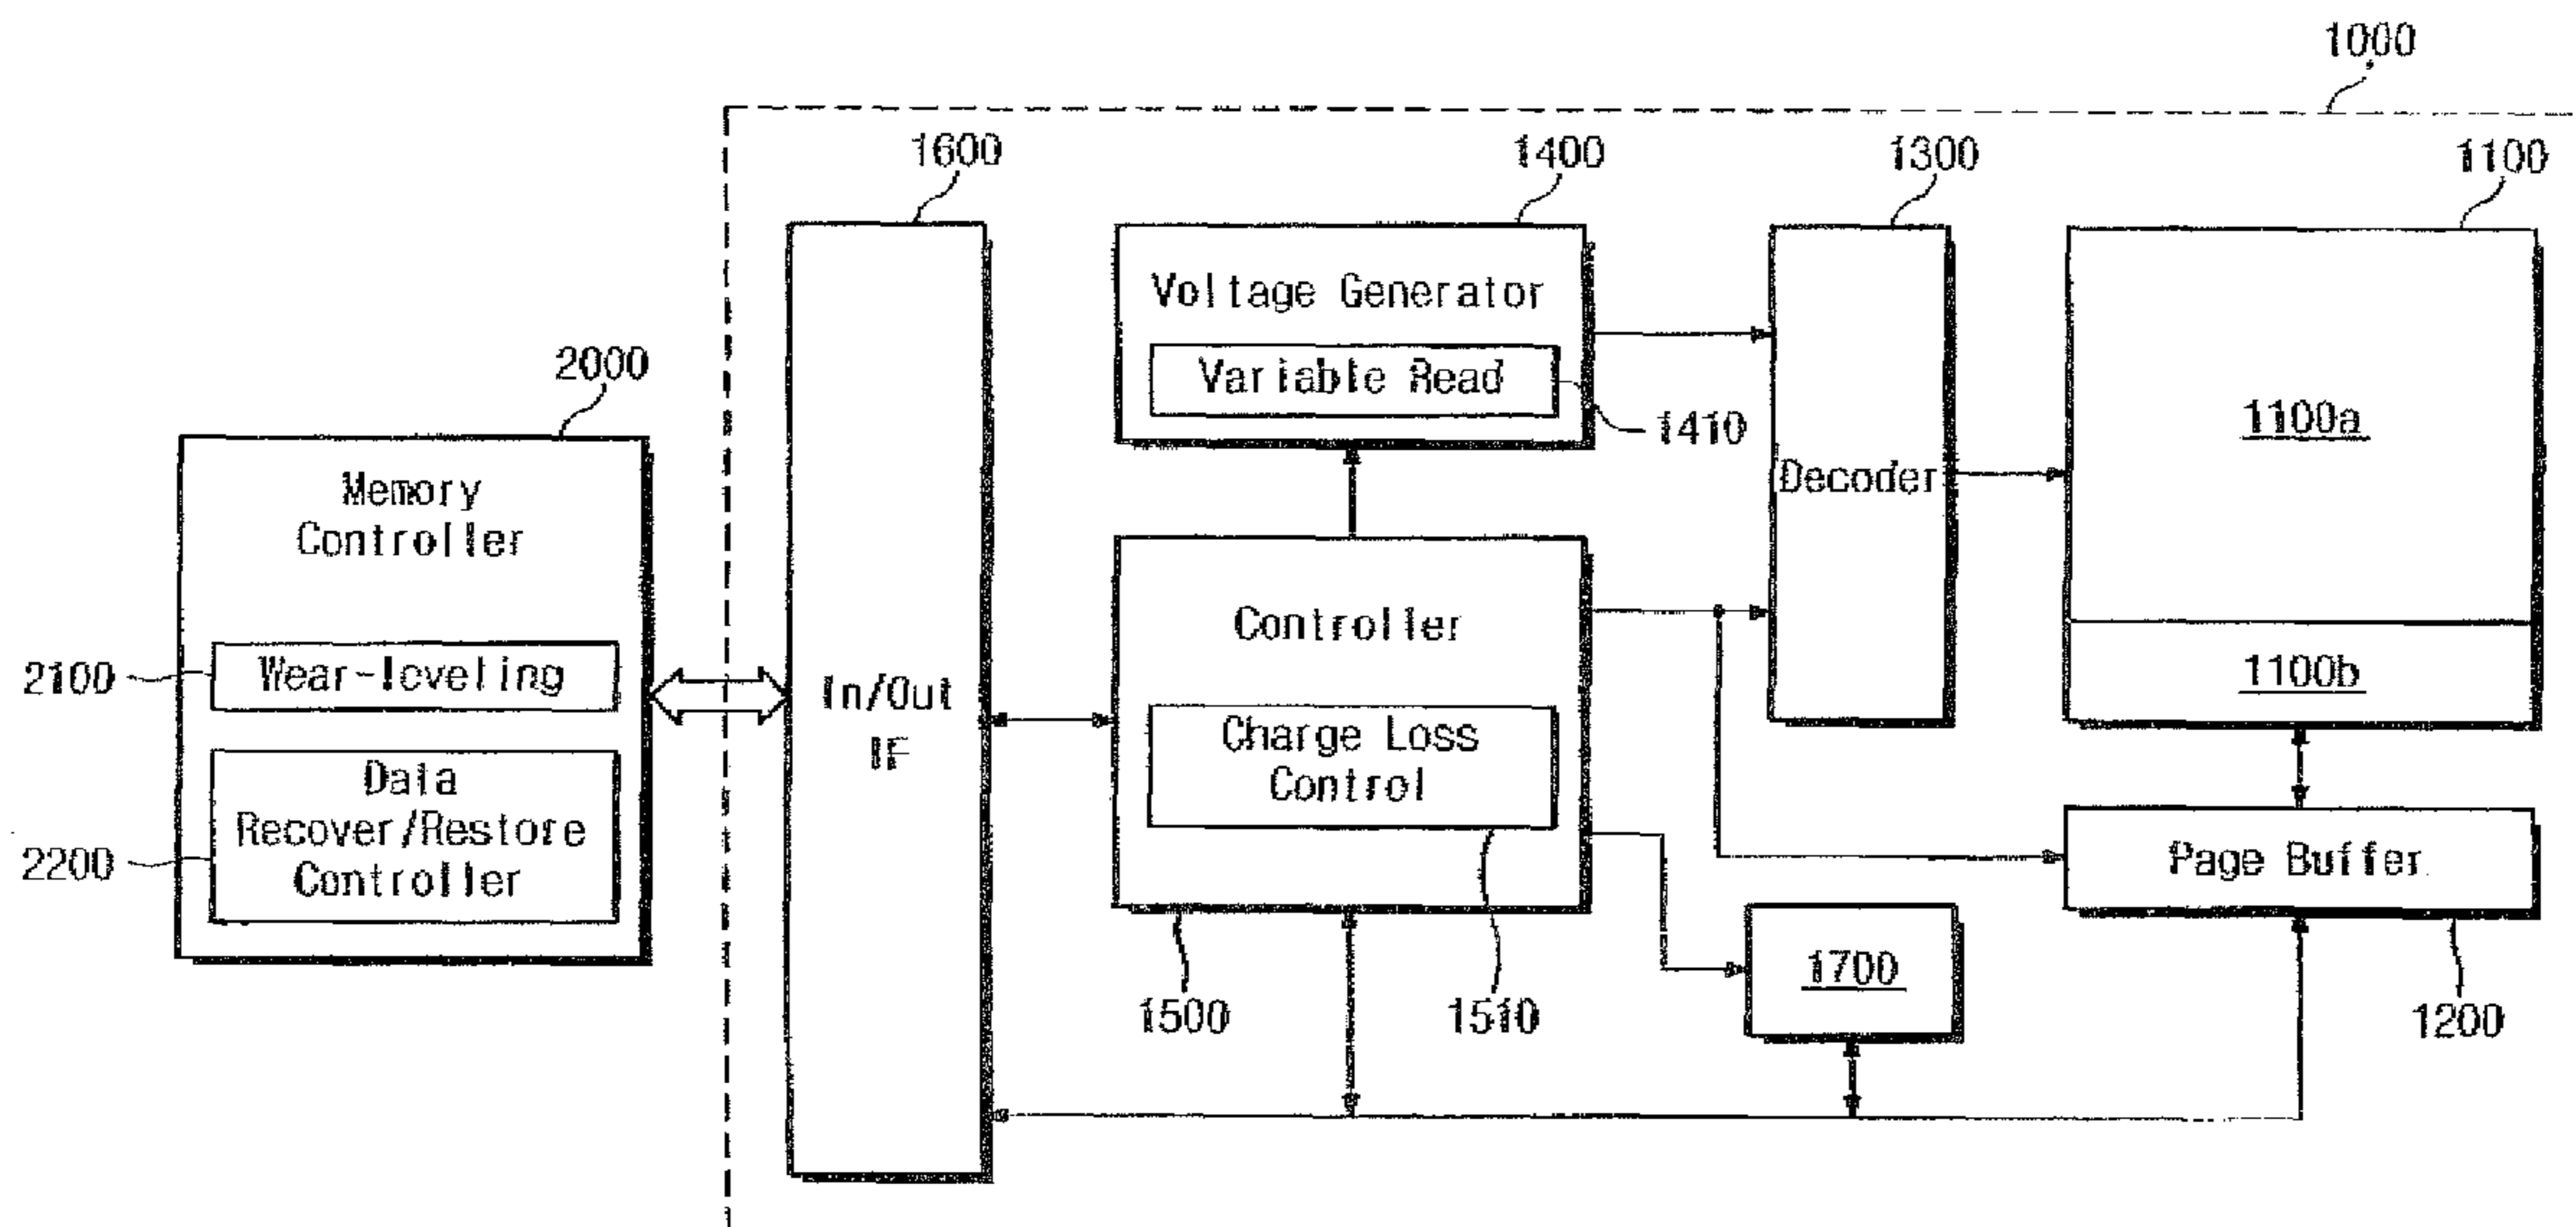 1000
1600
1400
1300
1100
Voltage Generator
2000
Variable Read
1410
1100a
Memory
Controller
Decoder
Controller
2100
Wear-loveling
1100b
In/Out
IF
Charge Loss
Control
Data
Recover/Restore
Controller
2200
Page Buffer
1700
1500
1510
1200